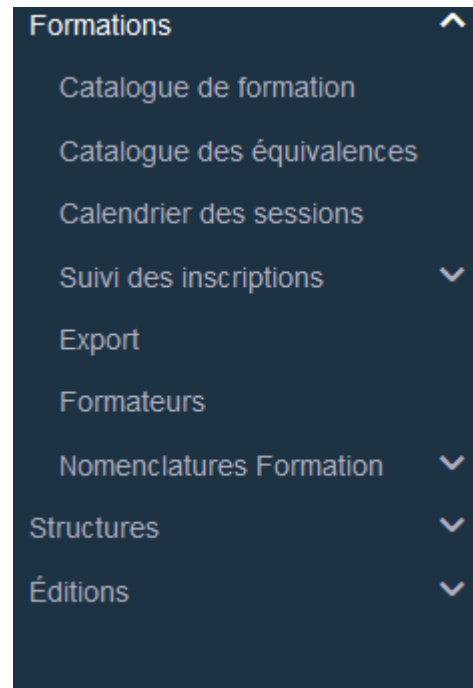 Formations
Catalogue de formation
Catalogue des équivalences
Calendrier des sessions
Suivi des inscriptions
Export
Formateurs
Nomenclatures Formation
Structures
Éditions